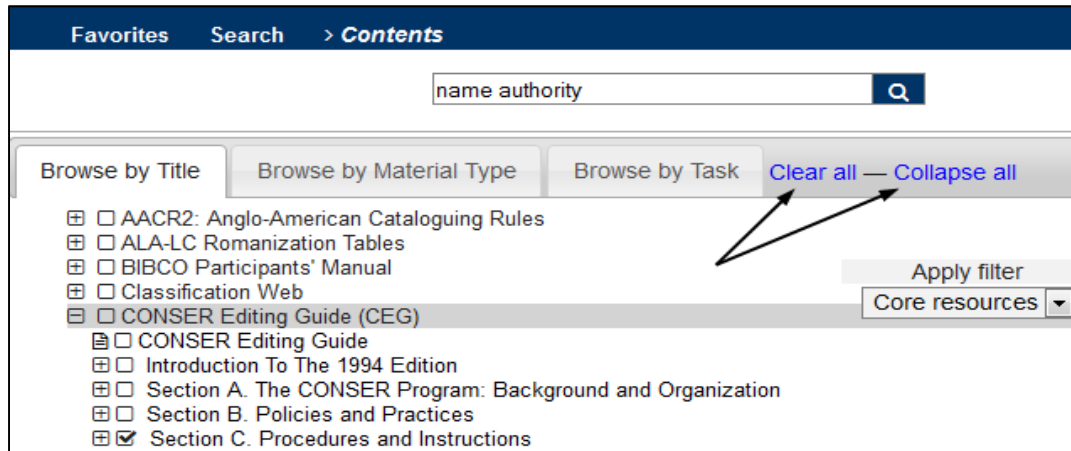 Favorites Search > Contents
name authority
Browse by Title Browse by Material Type Browse by Task Clear all — Collapse all
AACR2: Anglo-American Cataloguing Rules
ALA-LC Romanization Tables
BIBCO Participants' Manual
Apply filter
Classification Web
Core resources
CONSER Editing Guide (CEG)
CONSER Editing Guide
Introduction To The 1994 Edition
Section A. The CONSER Program: Background and Organization
Section B. Policies and Practices
Section C. Procedures and Instructions